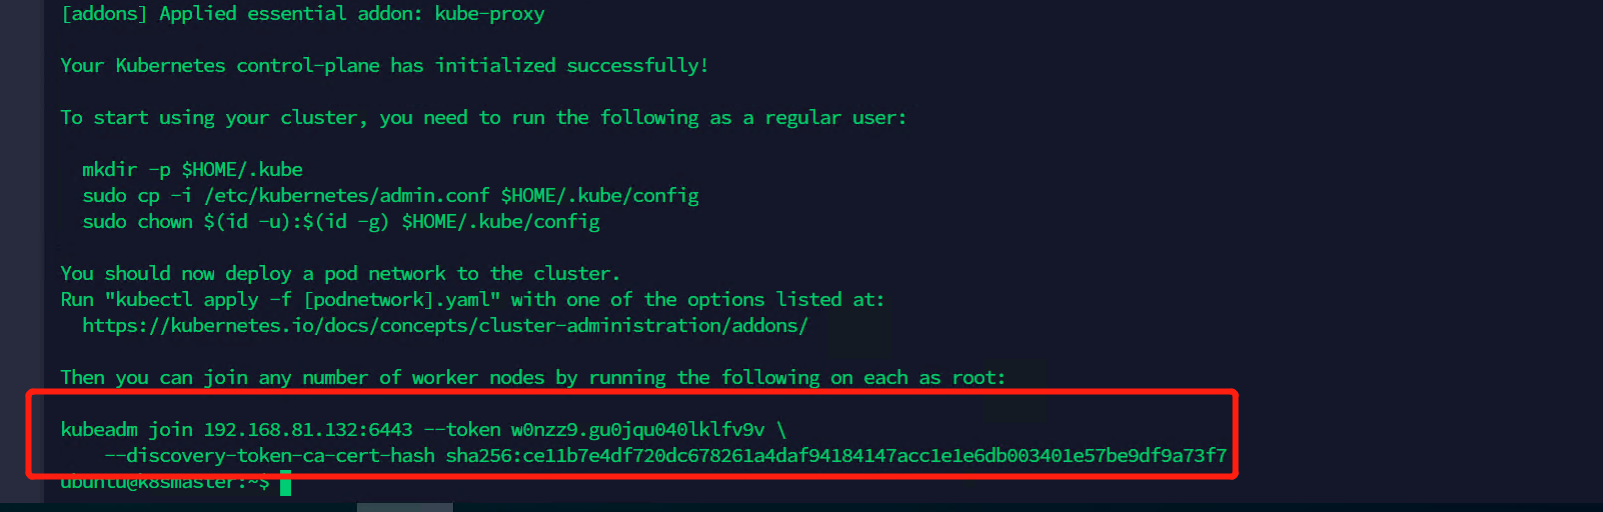 [addons] Applied essential addon: kube-proxy
Your Kubernetes control-plane has initialized successfully!
To start using your cluster, you need to run the following as a regular user:
mkdir -p $HOME/.kube
sudo cp -i /etc/kubernetes/admin.conf $HOME/.kube/config
sudo chown $(id -u):$(id -g) $HOME/.kube/config
You should now deploy a pod network to the cluster.
Run "kubectl apply -f [podnetwork].yaml" with one of the options listed at:
https://kubernetes.io/docs/concepts/cluster-administration/addons/
Then you can join any number of worker nodes by running the following on each as root:
kubeadm join 192.168.81.132:6443 --token w0nzz9.gu0jqu040lklfv9v \
--discovery-token-ca-cert-hash sha256:ce11b7e4df720dc678261a4daf94184147acc1e1e6db003401e57be9df9a73f7
ubuntu@k8smaster:~$